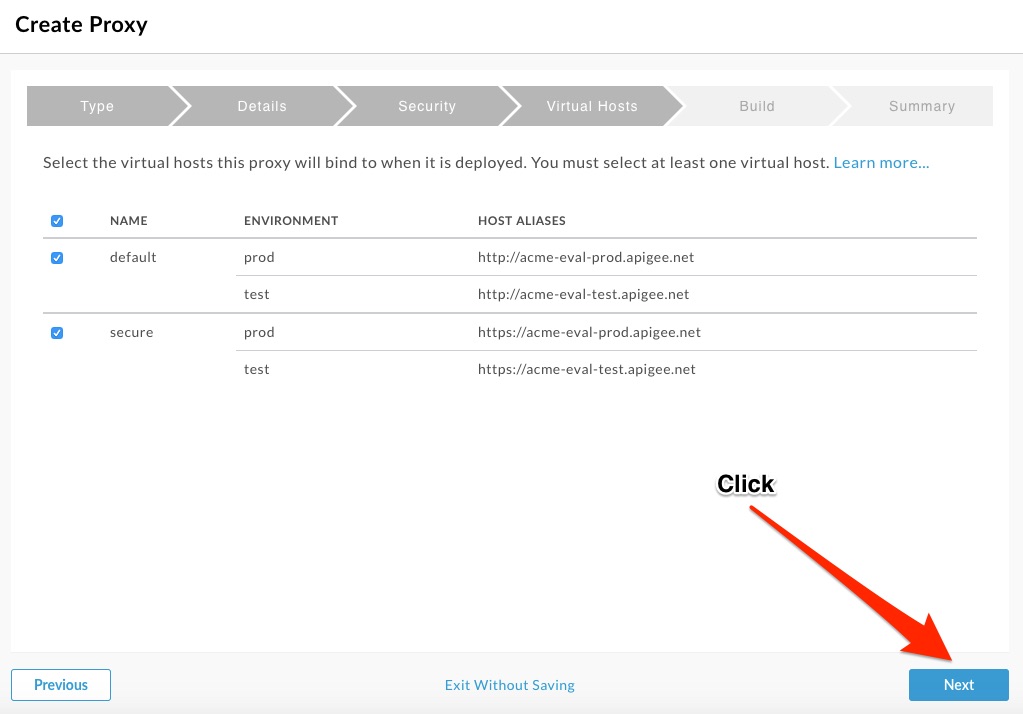 Create Proxy
Type Details Security Virtual Hosts Build Summary
Select the virtual hosts this proxy will bind to when it is deployed. You must select at least one virtual host. Learn more...
NAME ENVIRONMENT HOST ALIASES
default prod http://acme-eval-prod.apigee.net
test http://acme-eval-test.apigee.net
secure prod https://acme-eval-prod.apigee.net
test https://acme-eval-test.apigee.net
Click
Previous Exit Without Saving Next